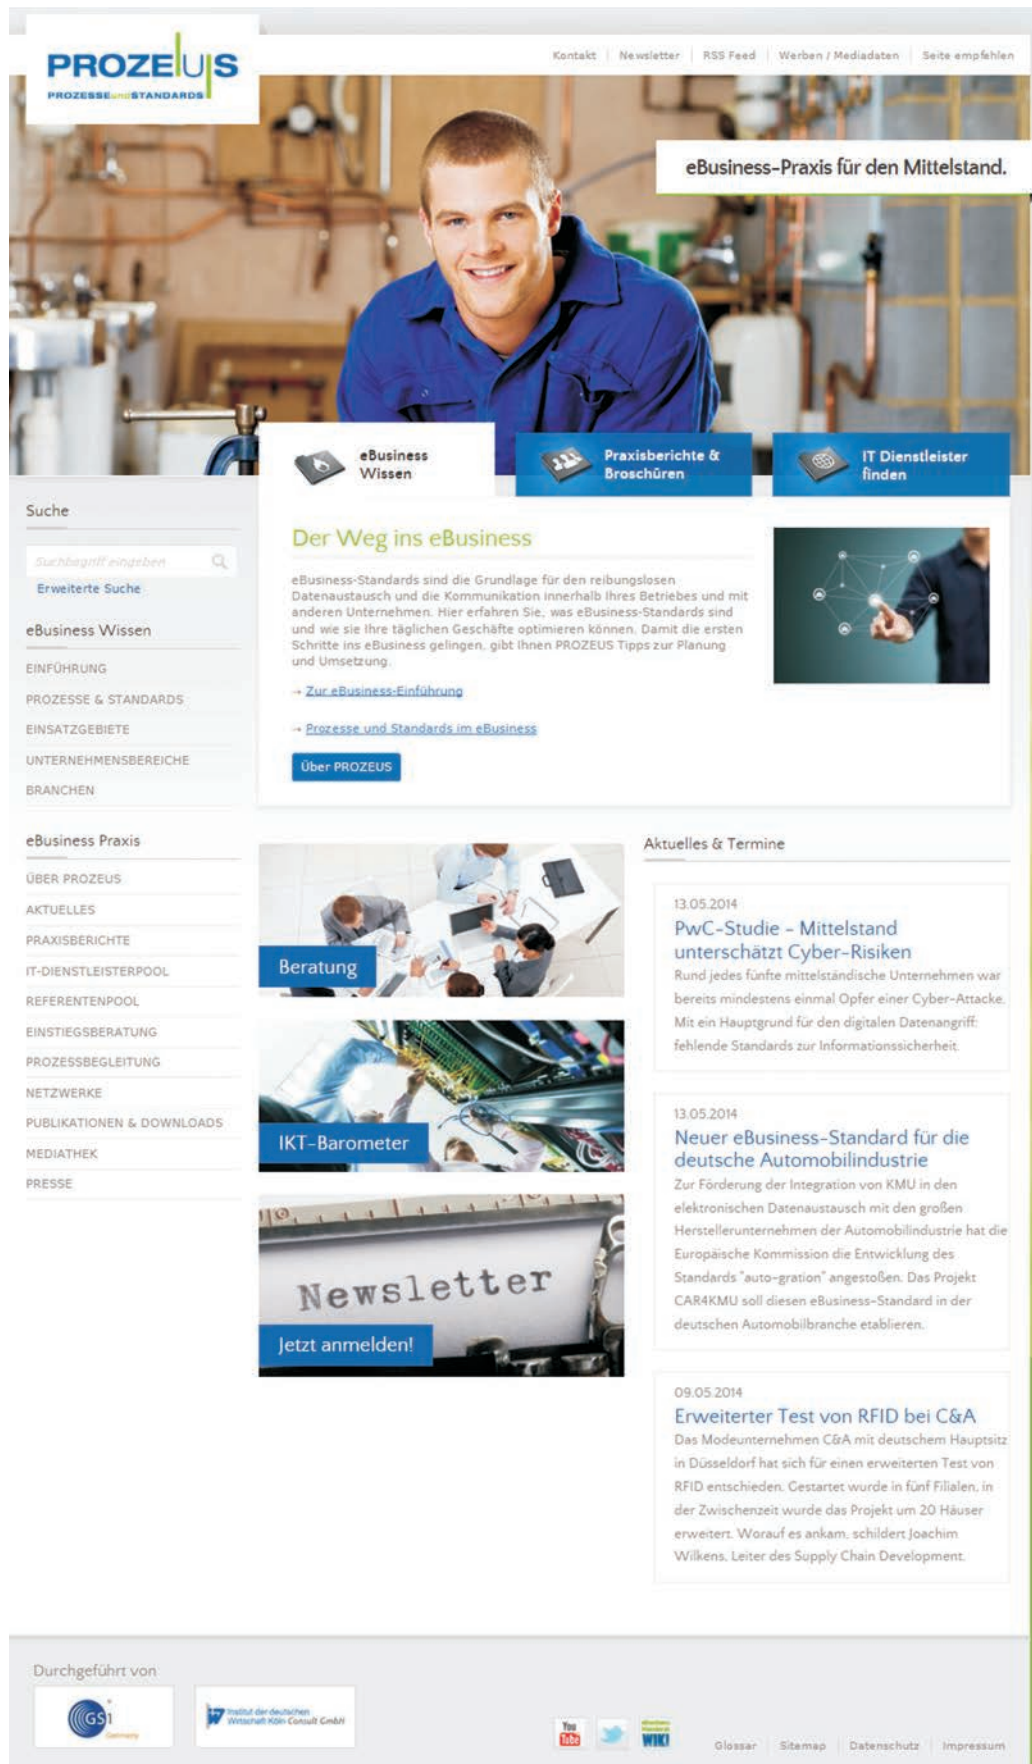 PROZEUS
PROZESSE und STANDARDS
Kontakt | Newsletter | RSS Feed | Werben / Mediadaten | Seite empfehlen
eBusiness-Praxis für den Mittelstand.
eBusiness
Wissen
Praxisberichte &
Broschüren
IT Dienstleister
finden
Suche
Suchbegriff eingeben
Erweiterte Suche
eBusiness Wissen
EINFÜHRUNG
PROZESSE & STANDARDS
EINSATZGEBIETE
UNTERNEHMENSBEREICHE
BRANCHEN
eBusiness Praxis
ÜBER PROZEUS
AKTUELLES
PRAXISBERICHTE
IT-DIENSTLEISTERPOOL
REFERENTENPOOL
EINSTIEGSBERATUNG
PROZESSBEGLEITUNG
NETZWERKE
PUBLIKATIONEN & DOWNLOADS
MEDIATHEK
PRESSE
Der Weg ins eBusiness
eBusiness-Standards sind die Grundlage für den reibungslosen
Datenaustausch und die Kommunikation innerhalb Ihres Betriebes und mit
anderen Unternehmen. Hier erfahren Sie, was eBusiness-Standards sind
und wie sie Ihre täglichen Geschäfte optimieren können. Damit die ersten
Schritte ins eBusiness gelingen, gibt Ihnen PROZEUS Tipps zur Planung
und Umsetzung.
→ Zur eBusiness-Einführung
→ Prozesse und Standards im eBusiness
Über PROZEUS
Beratung
IKT-Barometer
Newsletter
Jetzt anmelden!
Aktuelles & Termine
13.05.2014
PwC-Studie - Mittelstand
unterschätzt Cyber-Risiken
Rund jedes fünfte mittelständische Unternehmen war
bereits mindestens einmal Opfer einer Cyber-Attacke.
Mit ein Hauptgrund für den digitalen Datenangriff:
fehlende Standards zur Informationssicherheit.
13.05.2014
Neuer eBusiness-Standard für die
deutsche Automobilindustrie
Zur Förderung der Integration von KMU in den
elektronischen Datenaustausch mit den großen
Herstellerunternehmen der Automobilindustrie hat die
Europäische Kommission die Entwicklung des
Standards "auto-gration" angestoßen. Das Projekt
CAR4KMU soll diesen eBusiness-Standard in der
deutschen Automobilbranche etablieren.
09.05.2014
Erweiterter Test von RFID bei C&A
Das Modeunternehmen C&A mit deutschem Hauptsitz
in Düsseldorf hat sich für einen erweiterten Test von
RFID entschieden. Gestartet wurde in fünf Filialen, in
der Zwischenzeit wurde das Projekt um 20 Häuser
erweitert. Worauf es ankam, schildert Joachim
Wilkens, Leiter des Supply Chain Development.
Durchgeführt von
GS1
Germany
Institut der deutschen
Wirtschaft Köln Consult GmbH
You
Tube
WIKI
Glossar | Sitemap | Datenschutz | Impressum